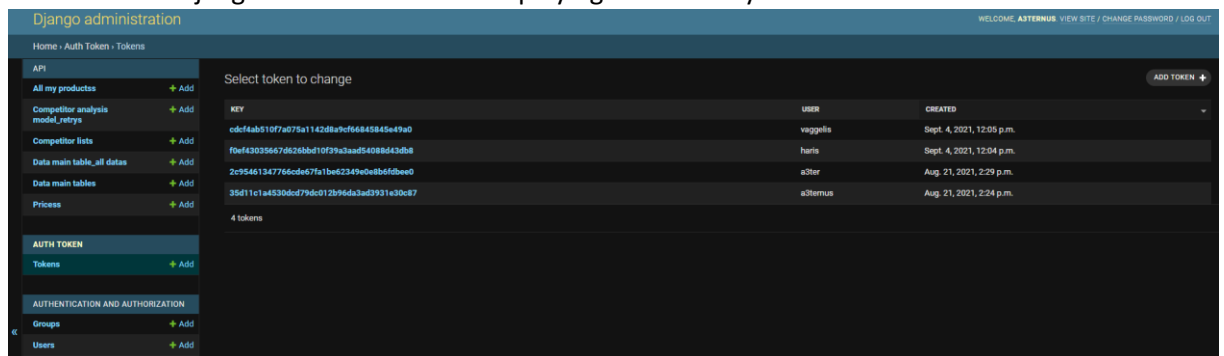 Django administration
WELCOME, A3TERNUS. VIEW SITE / CHANGE PASSWORD / LOG OUT
Home › Auth Token › Tokens
API
All my productss + Add
Competitor analysis + Add
model_retrys
Competitor lists + Add
Data main table_all datas + Add
Data main tables + Add
Pricess + Add
AUTH TOKEN
Tokens + Add
AUTHENTICATION AND AUTHORIZATION
Groups + Add
Users + Add
«
Select token to change
ADD TOKEN +
KEY USER CREATED
cdcf4ab510f7a075a1142d8a9cf66845845e49a0 vaggelis Sept. 4, 2021, 12:05 p.m.
f0ef43035667d626bbd10f39a3aad54088d43db8 haris Sept. 4, 2021, 12:04 p.m.
2c95461347766cde67fa1be62349e0e8b6fdbee0 a3ter Aug. 21, 2021, 2:29 p.m.
35d11c1a4530dcd79dc012b96da3ad3931e30c87 a3ternus Aug. 21, 2021, 2:24 p.m.
4 tokens